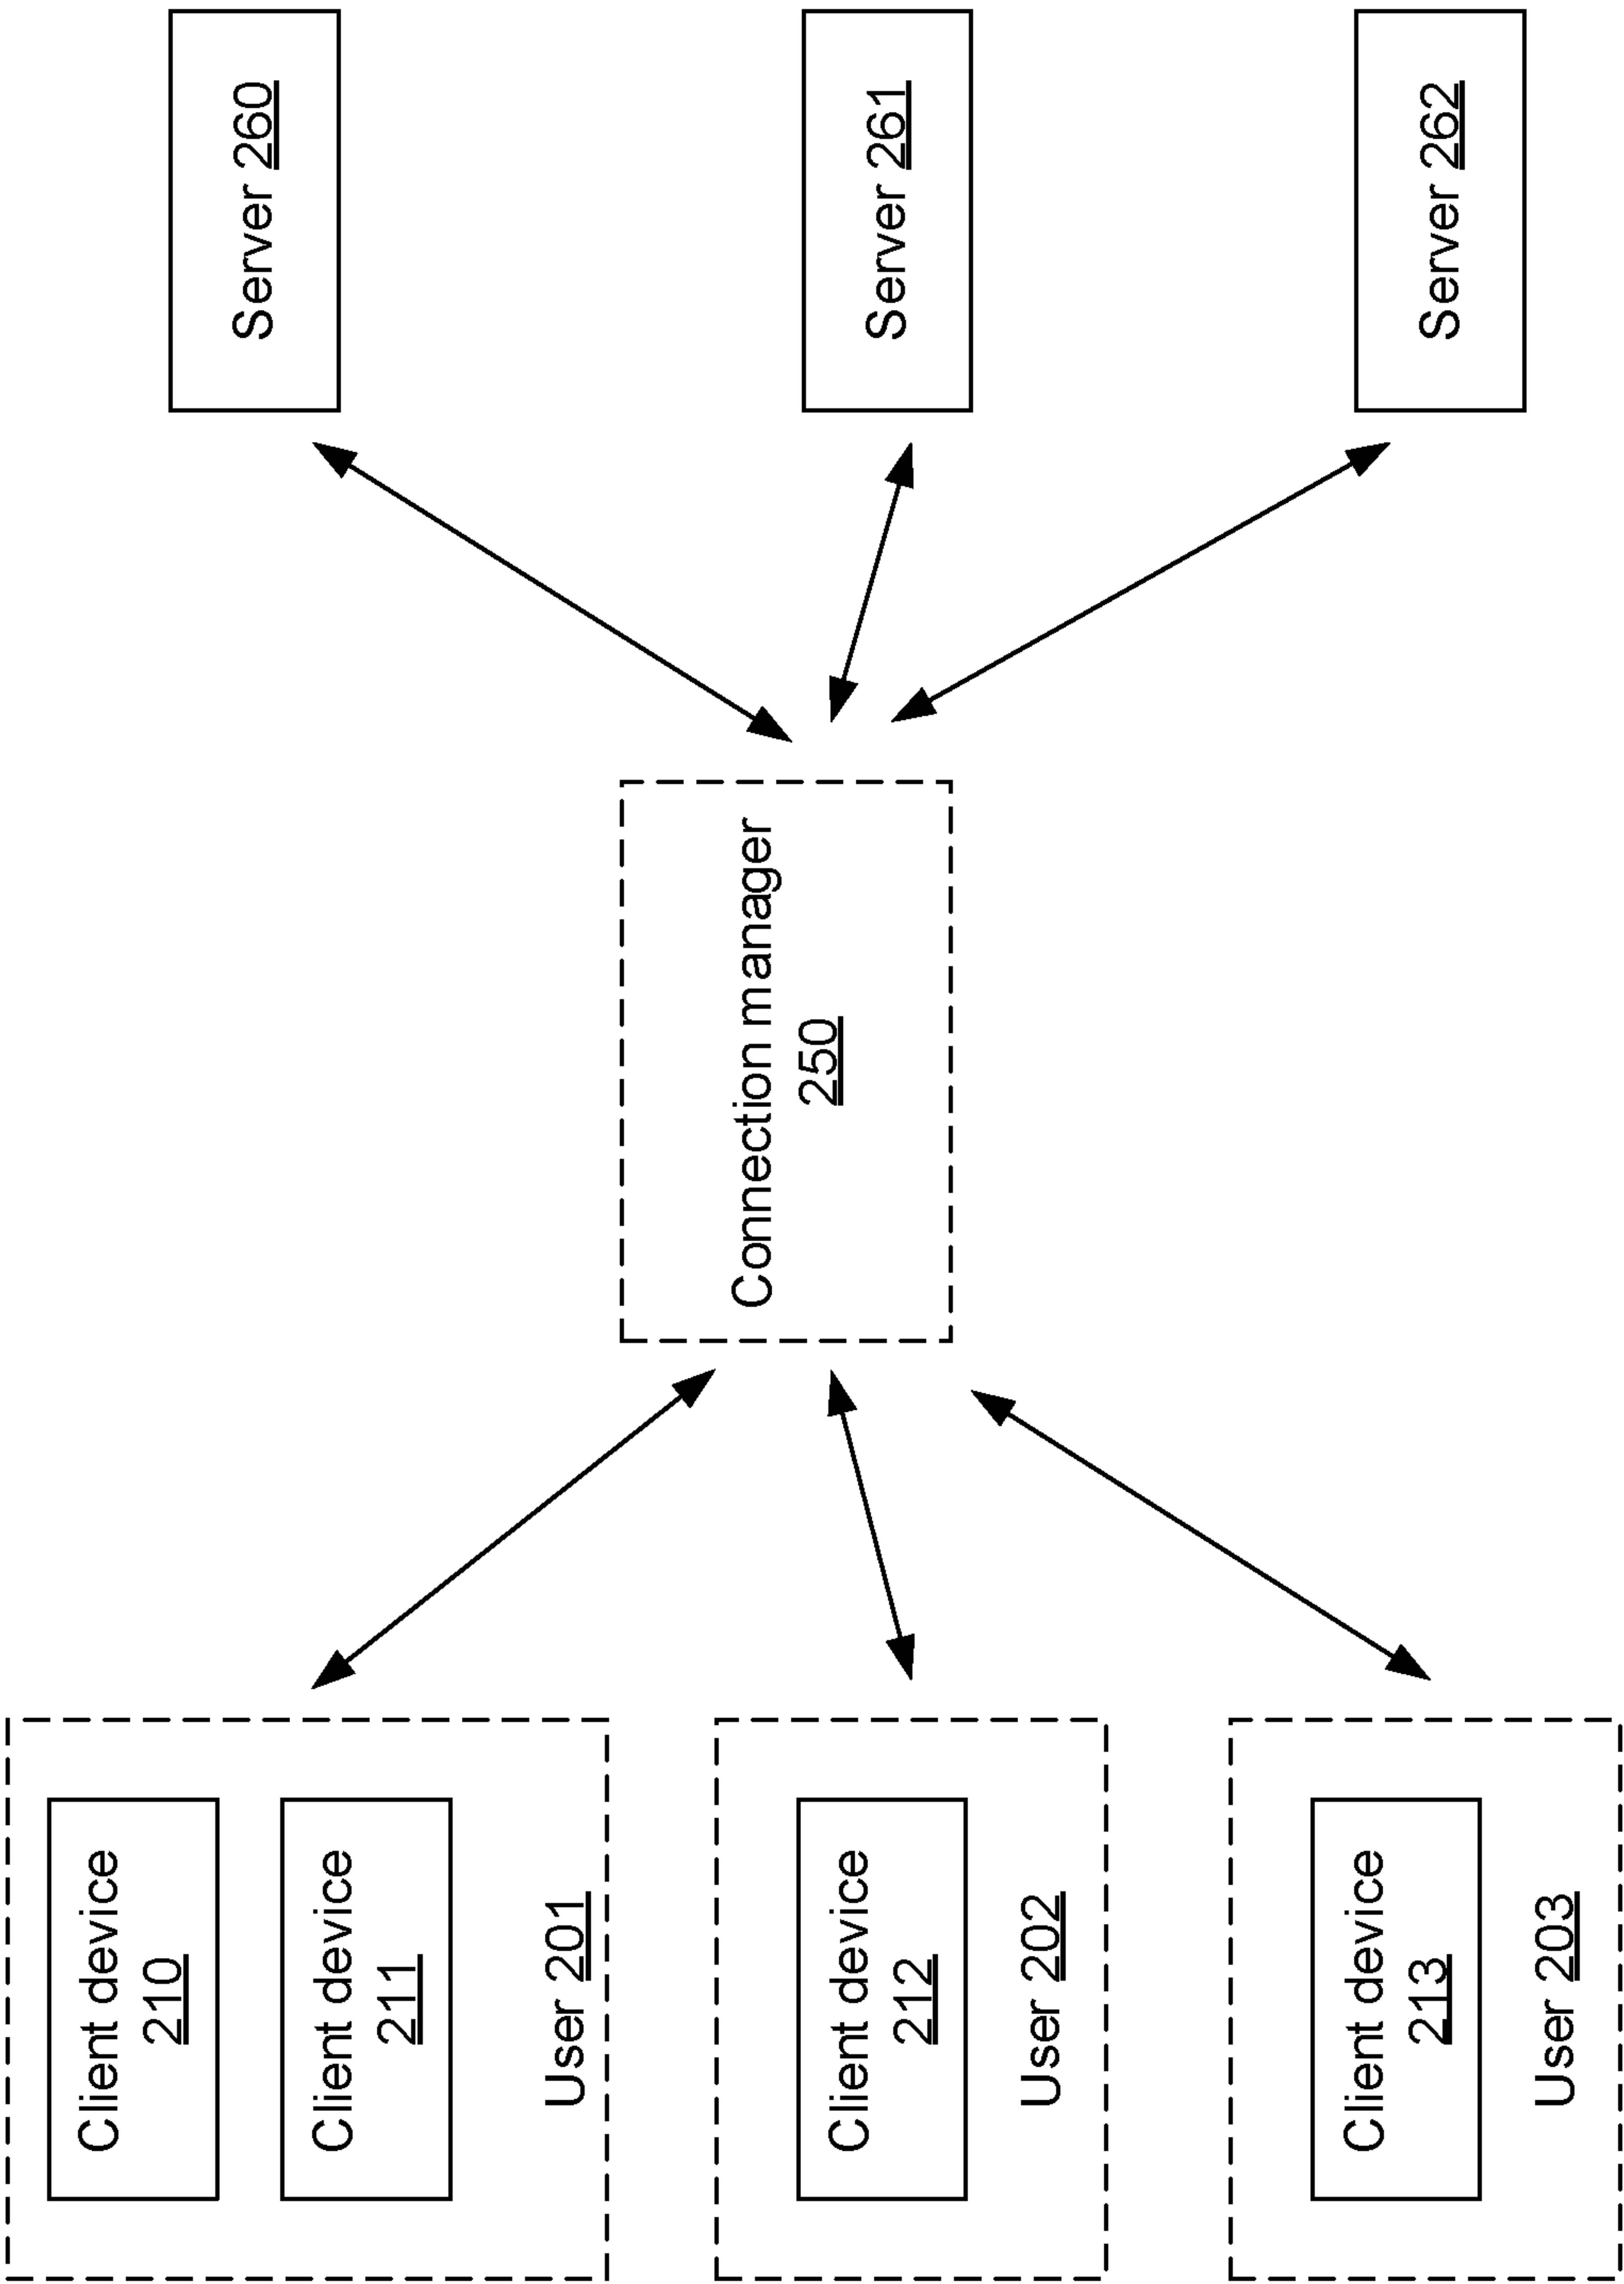 Client device
210
Client device
211
User 201
Client device
212
User 202
Client device
213
User 203
Connection manager
250
Server 260
Server 261
Server 262